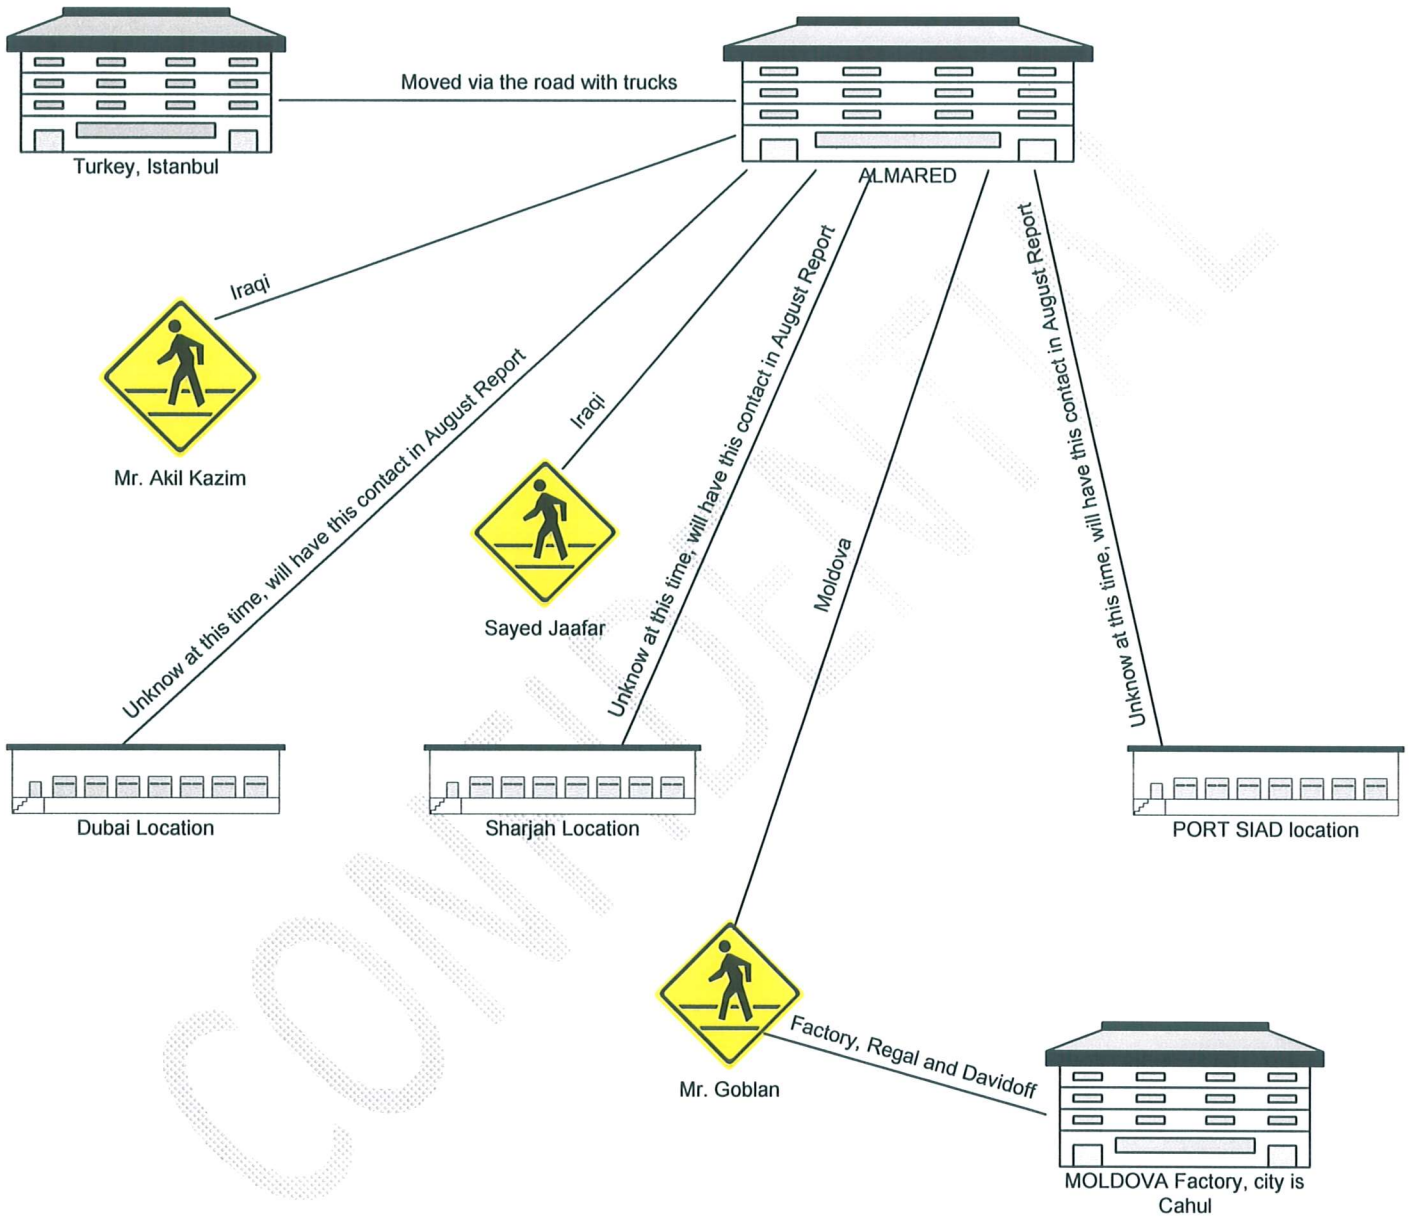 Moved via the road with trucks
Turkey, Istanbul
ALMARED
Iraqi
Mr. Akil Kazim
Iraqi
Sayed Jaafar
Unknow at this time, will have this contact in August Report
Unknow at this time, will have this contact in August Report
Moldova
Unknow at this time, will have this contact in August Report
Dubai Location
Sharjah Location
PORT SIAD location
Mr. Goblan
Factory, Regal and Davidoff
MOLDOVA Factory, city is
Cahul
CONFIDENTIAL